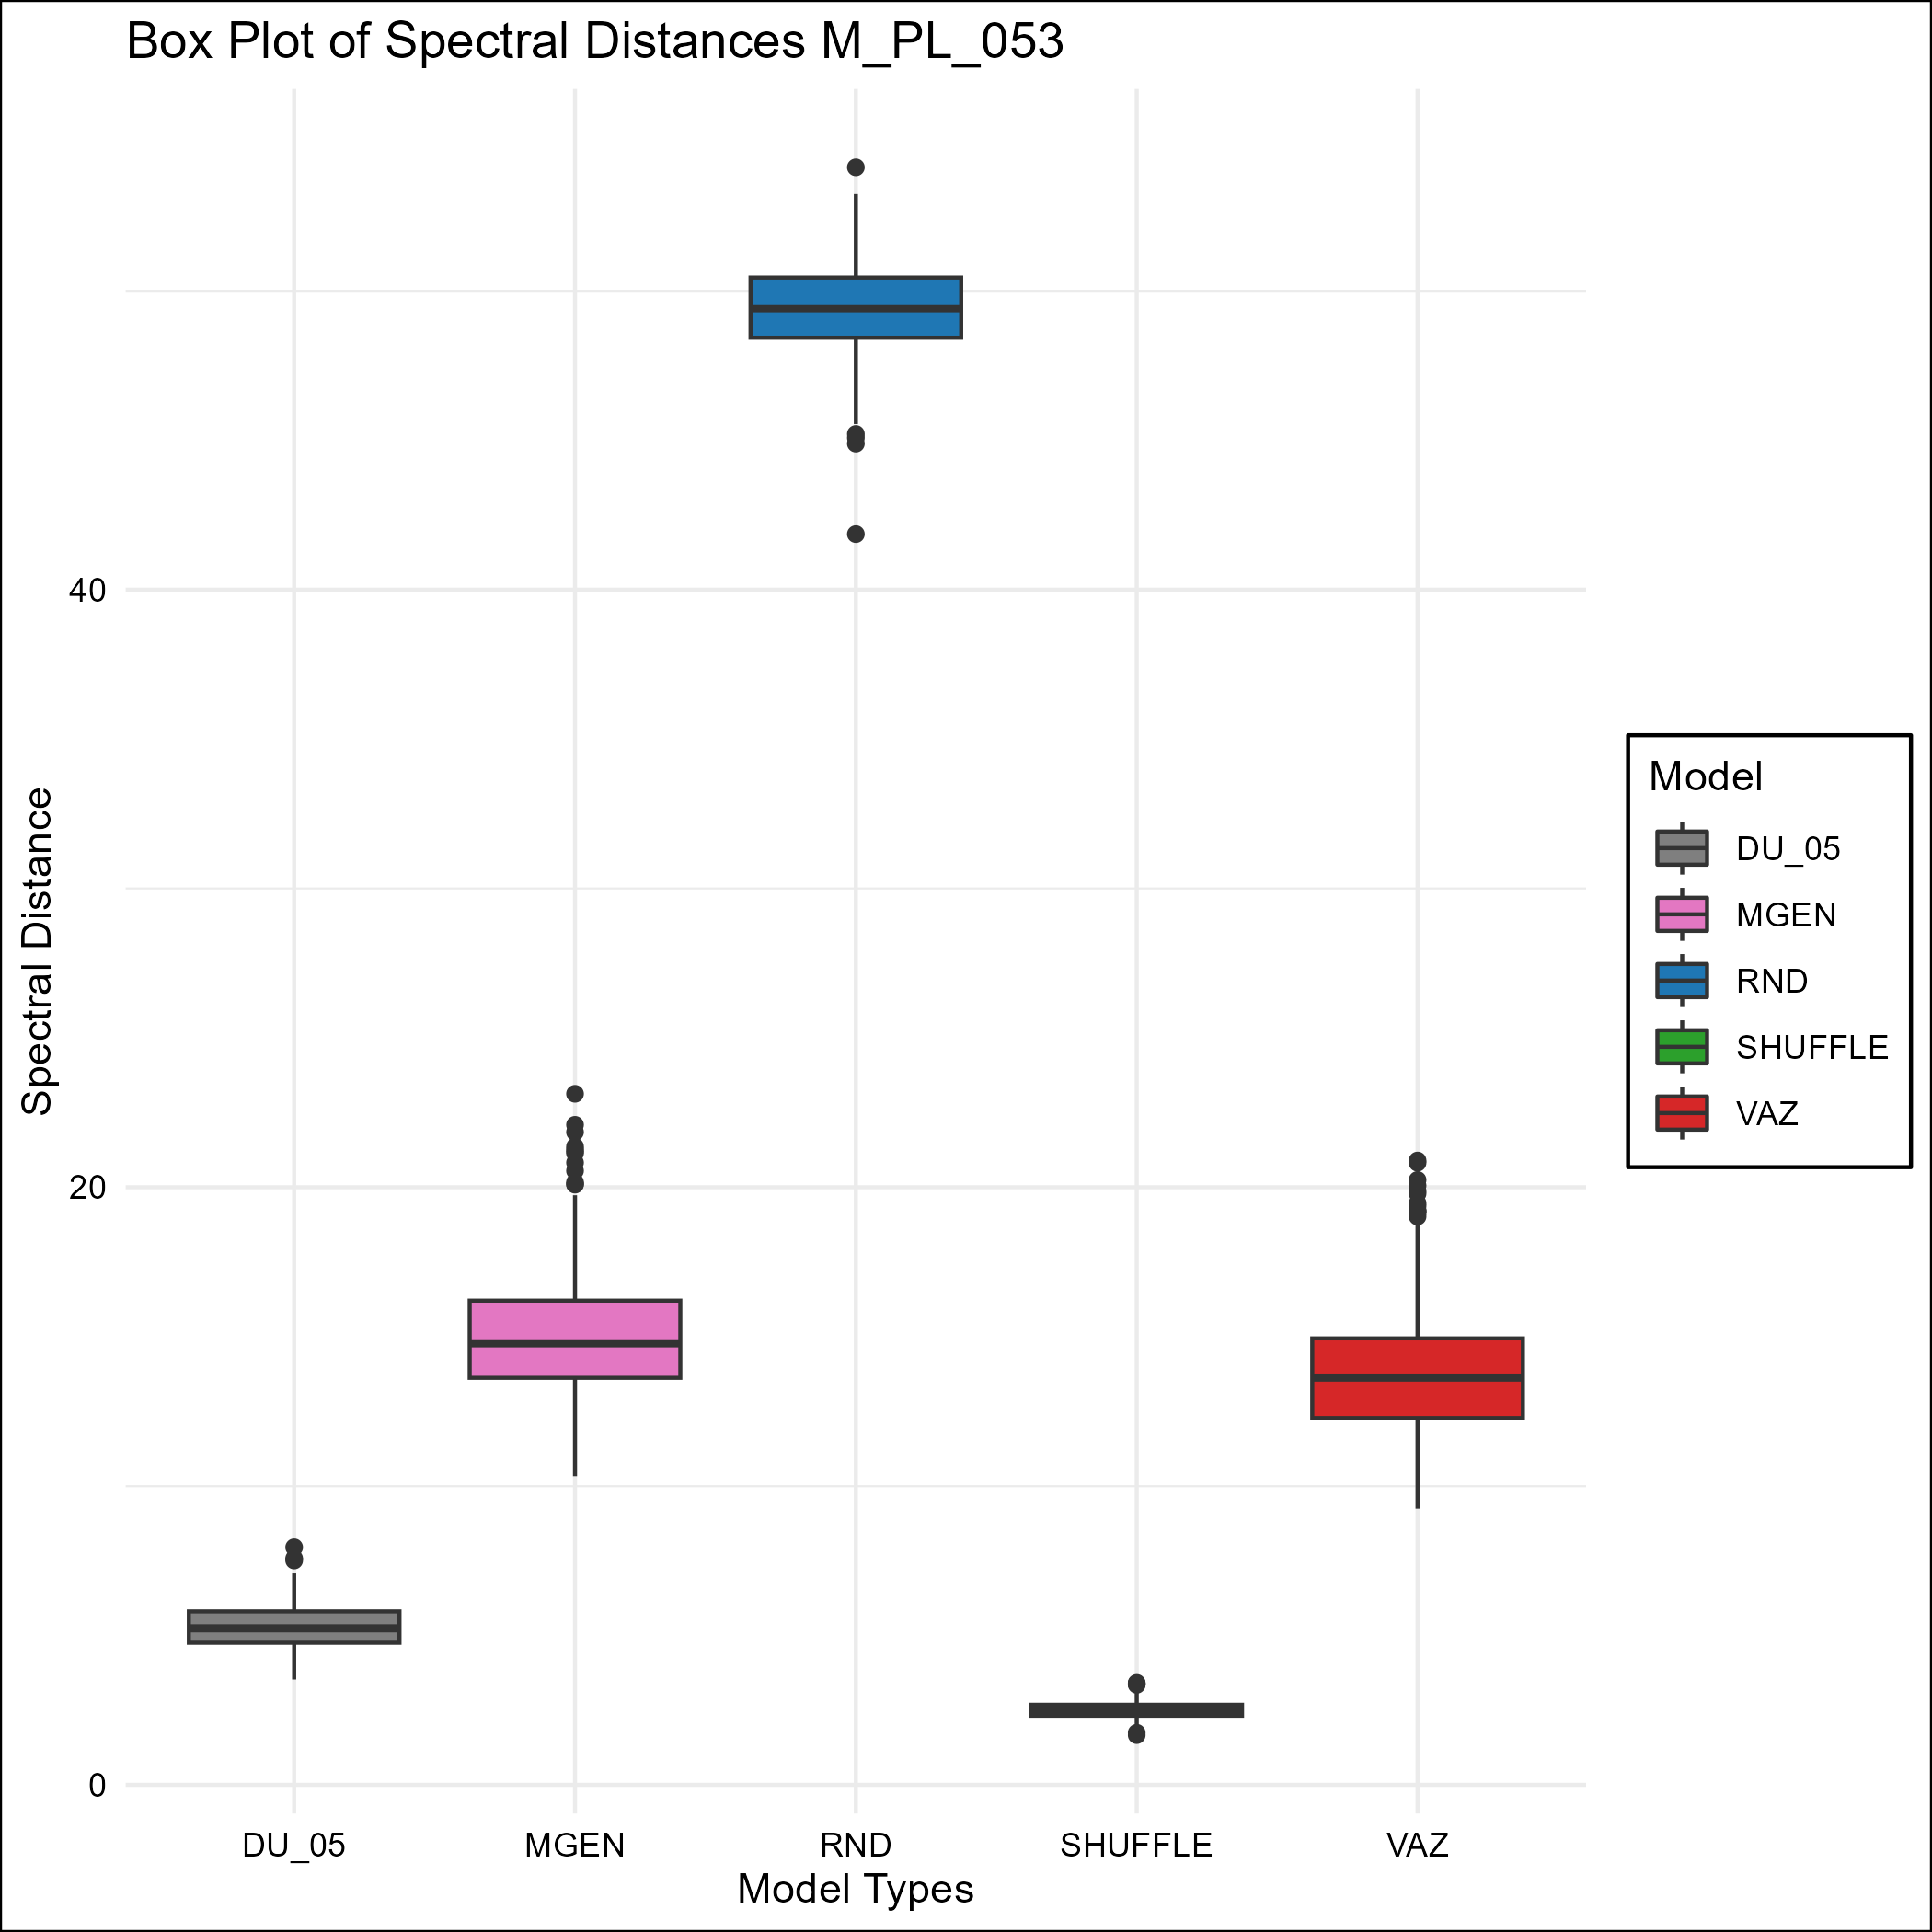 Box Plot of Spectral Distances M_PL_053
Spectral Distance
40
20
0
DU_05
MGEN
RND
SHUFFLE
VAZ
Model Types
Model
DU_05
MGEN
RND
SHUFFLE
VAZ